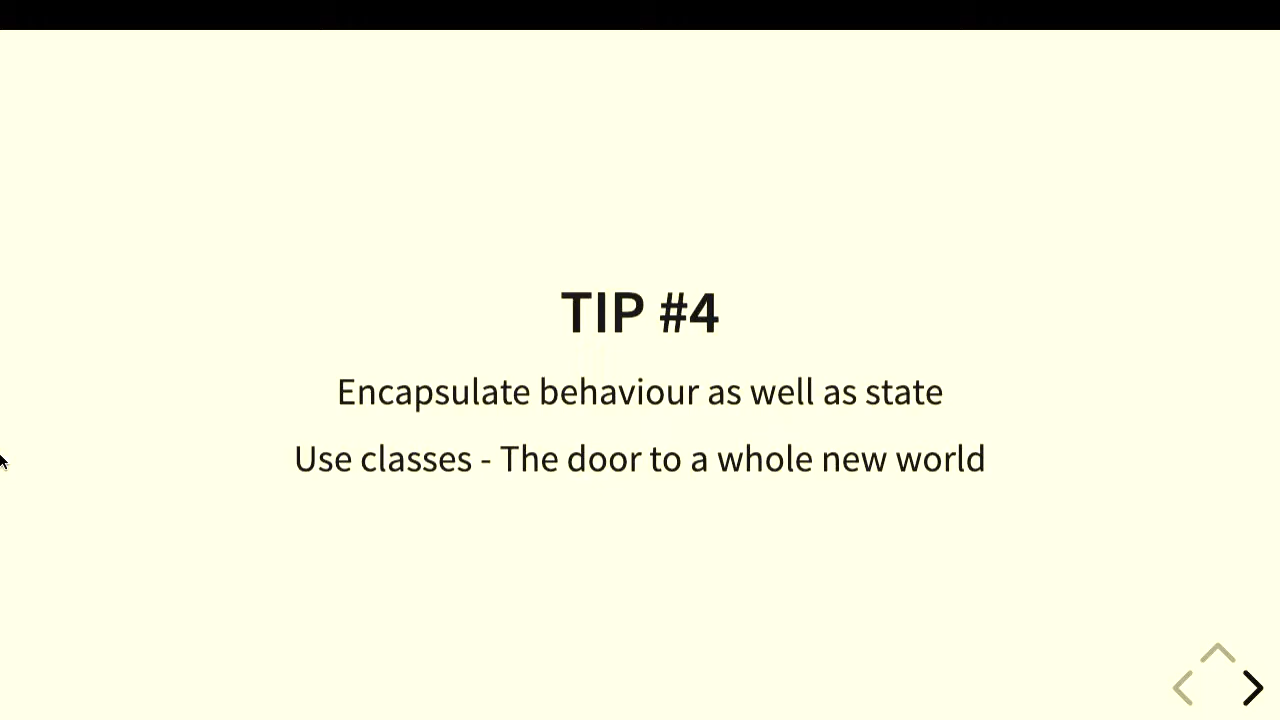 TIP #4
Encapsulate behaviour as well as state
Use classes - The door to a whole new world